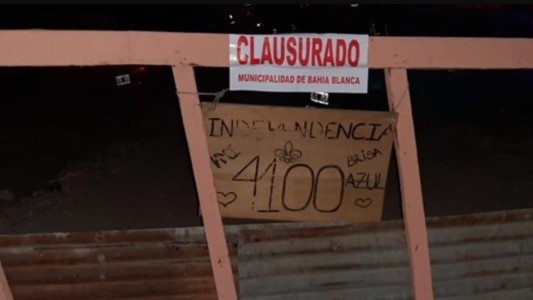 CLAUSURADO
MUNICIPALIDAD DE BAHIA BLANCA
INDEPENDENCIA
4100
BRISA
AZUL